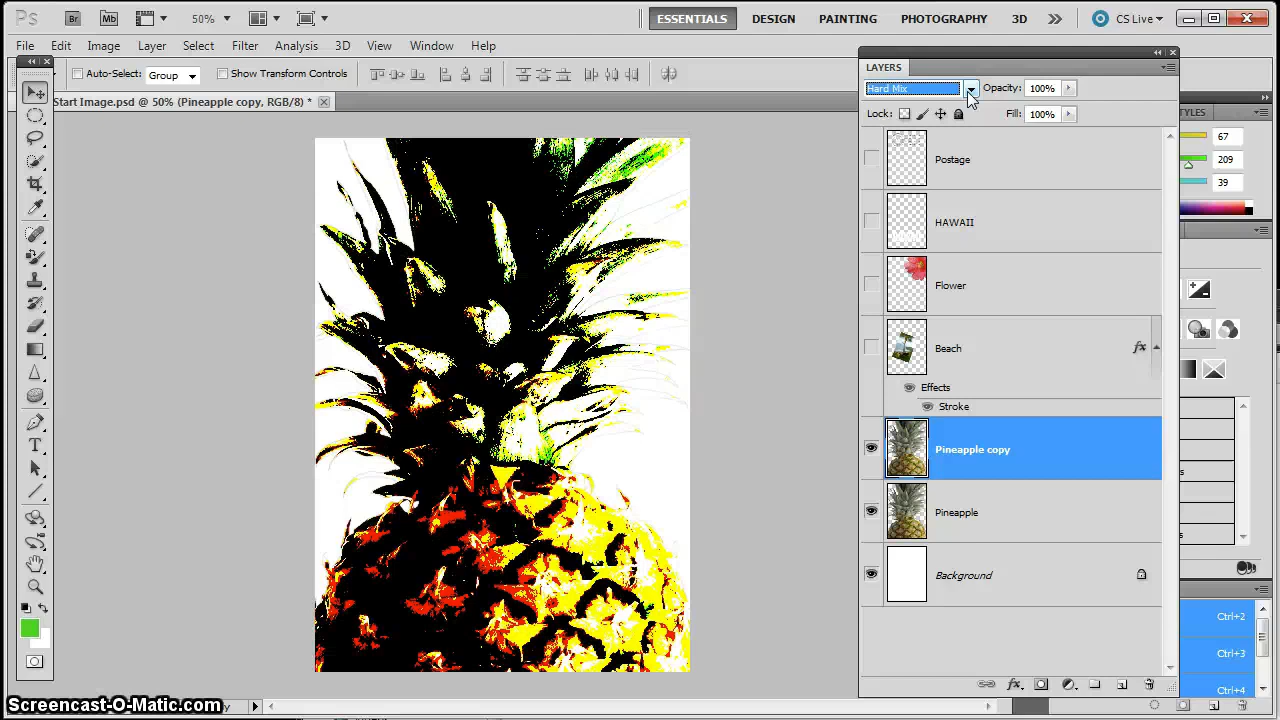 Ps Br Mb 50% ESSENTIALS DESIGN PAINTING PHOTOGRAPHY 3D CS Live
File Edit Image Layer Select Filter Analysis 3D View Window Help
Auto-Select: Group Show Transform Controls
Start Image.psd @ 50% (Pineapple copy, RGB/8) *
LAYERS
Hard Mix Opacity: 100%
Lock: Fill: 100%
Postage
HAWAII
Flower
Beach fx
Effects
Stroke
Pineapple copy
Pineapple
Background
TYLES
67
209
39
Ctrl+2
Ctrl+3
Ctrl+4
Screencast-O-Matic.com